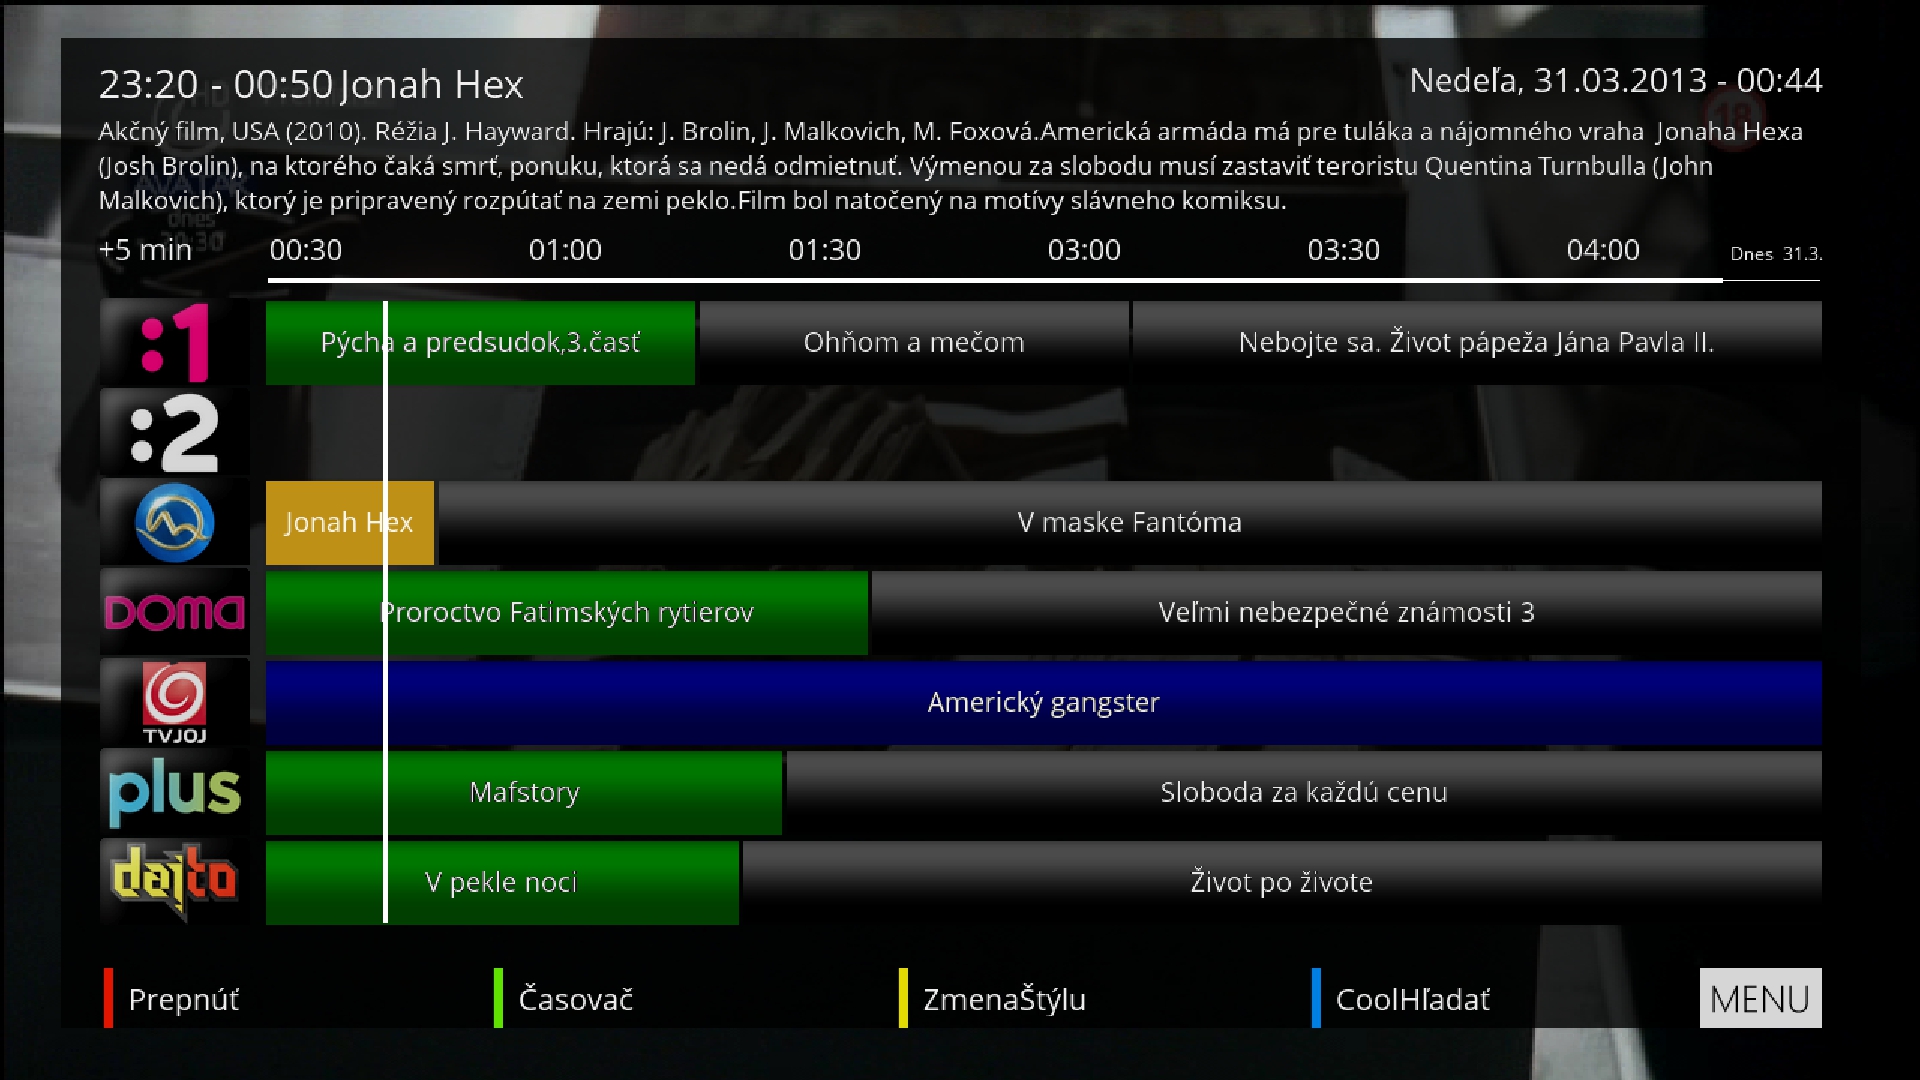 23:20 - 00:50 Jonah Hex
Nedeľa, 31.03.2013 - 00:44
Akčný film, USA (2010). Réžia J. Hayward. Hrajú: J. Brolin, J. Malkovich, M. Foxová.Americká armáda má pre tuláka a nájomného vraha Jonaha Hexa
(Josh Brolin), na ktorého čaká smrť, ponuku, ktorá sa nedá odmietnuť. Výmenou za slobodu musí zastaviť teroristu Quentina Turnbulla (John
Malkovich), ktorý je pripravený rozpútať na zemi peklo.Film bol natočený na motívy slávneho komiksu.
18
AVATAR
dnes
20:30
+5 min 00:30 01:00 01:30 03:00 03:30 04:00 Dnes 31.3.
:1 Pýcha a predsudok,3.časť Ohňom a mečom Nebojte sa. Život pápeža Jána Pavla II.
:2
Jonah Hex V maske Fantóma
DOMA Proroctvo Fatimských rytierov Veľmi nebezpečné známosti 3
TVJOJ Americký gangster
plus Mafstory Sloboda za každú cenu
dajto V pekle noci Život po živote
Prepnúť Časovač ZmenaŠtýlu CoolHľadať MENU